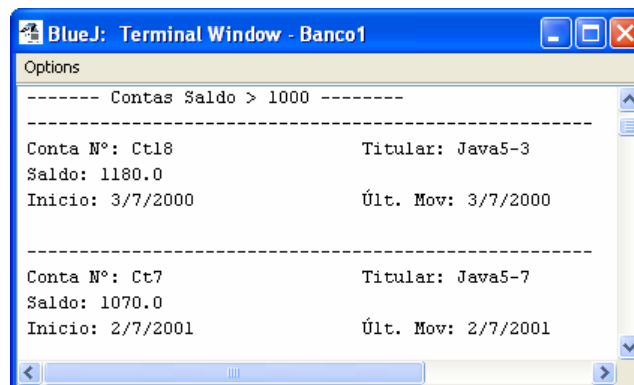 BlueJ: Terminal Window - Banco1
Options
------- Contas Saldo > 1000 --------
----------------------------------------------------
Conta Nº: Ct18 Titular: Java5-3
Saldo: 1180.0
Inicio: 3/7/2000 Últ. Mov: 3/7/2000
----------------------------------------------------
Conta Nº: Ct7 Titular: Java5-7
Saldo: 1070.0
Inicio: 2/7/2001 Últ. Mov: 2/7/2001